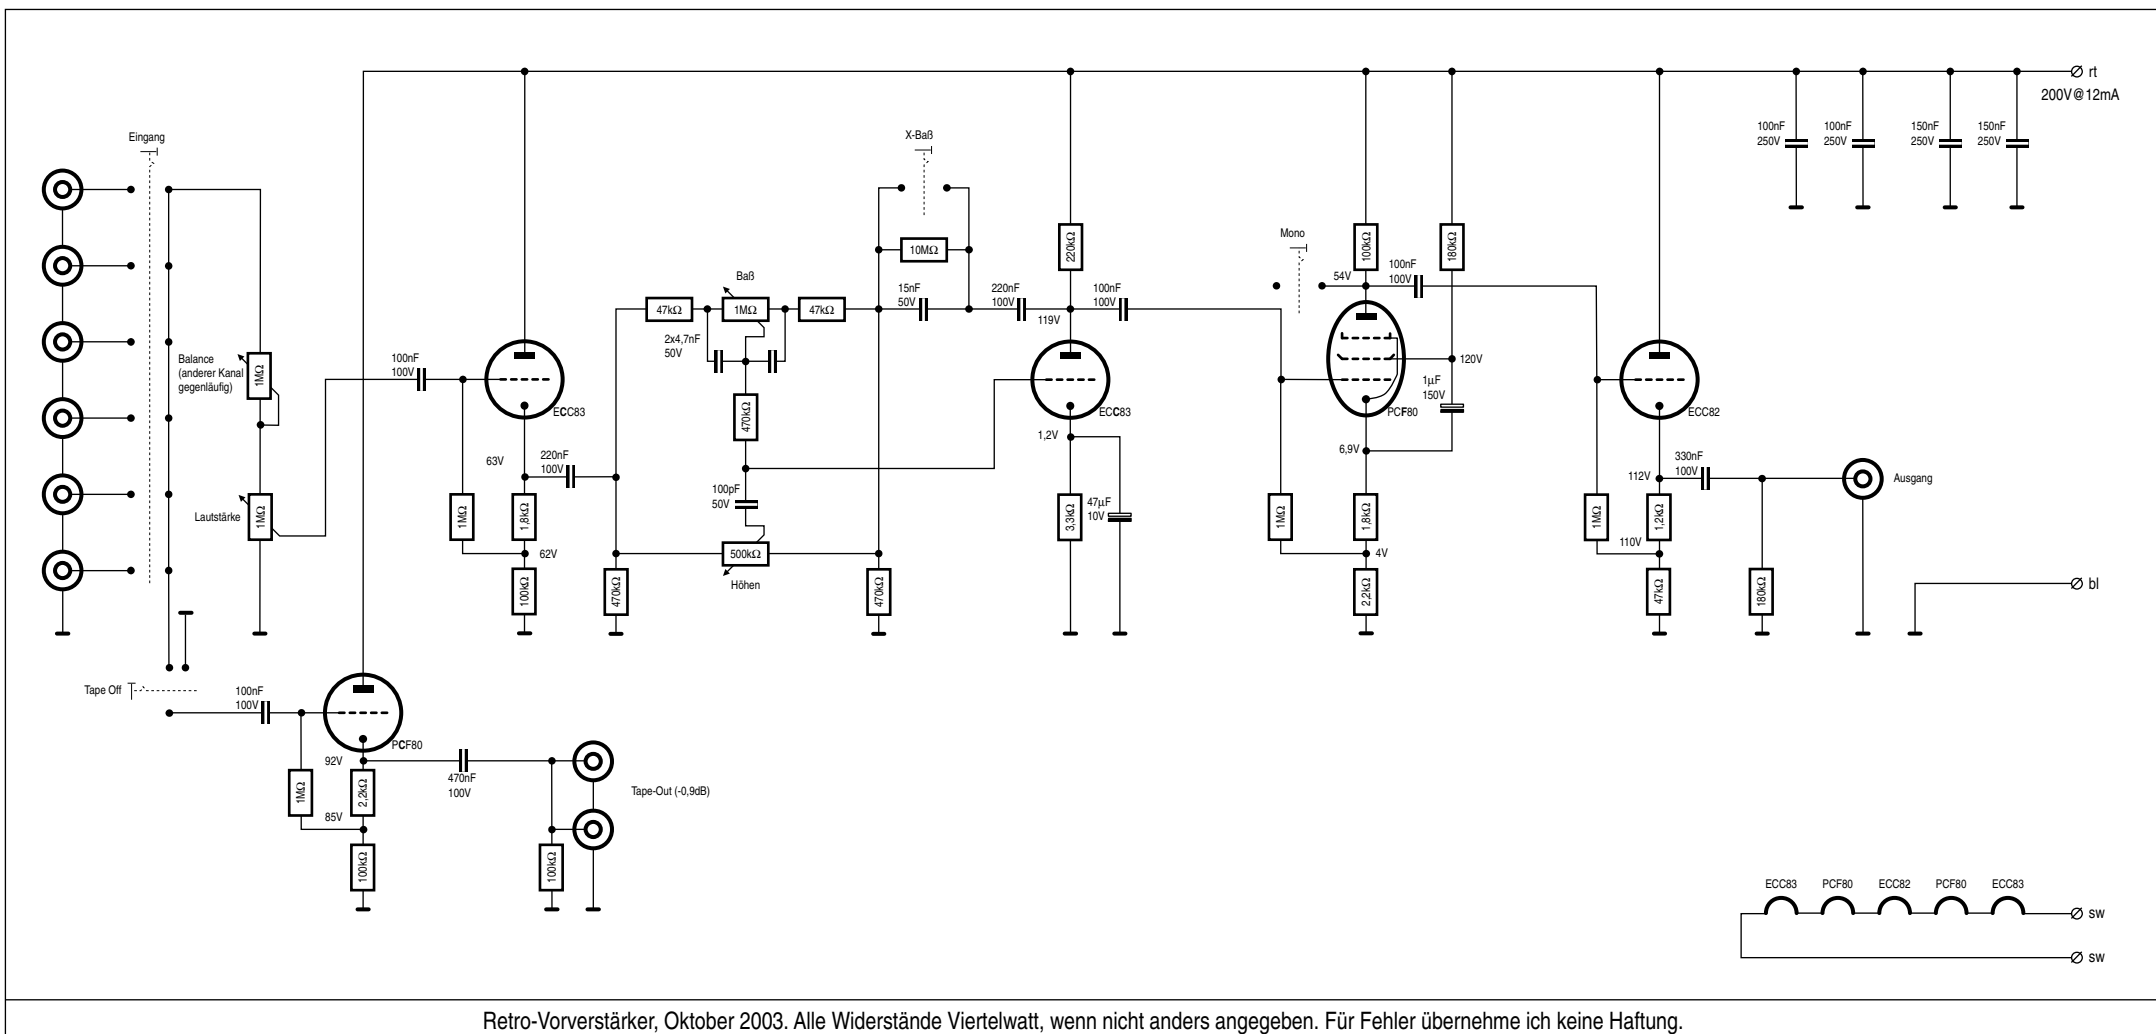 Eingang
Balance
(anderer Kanal
gegenläufig)
1MΩ
Lautstärke
1MΩ
Tape Off
100nF
100V
PCF80
92V
1MΩ
2,2kΩ
85V
100kΩ
470nF
100V
100kΩ
Tape-Out (-0,9dB)
100nF
100V
ECC83
63V
1MΩ
1,8kΩ
62V
100kΩ
220nF
100V
470kΩ
47kΩ
Baß
1MΩ
47kΩ
2x4,7nF
50V
470kΩ
100pF
50V
500kΩ
Höhen
470kΩ
X-Baß
10MΩ
15nF
50V
220nF
100V
220kΩ
119V
100nF
100V
ECC83
1,2V
3,3kΩ
47µF
10V
Mono
54V
100kΩ
180kΩ
100nF
100V
120V
1µF
150V
PCF80
6,9V
1MΩ
1,8kΩ
4V
2,2kΩ
ECC82
112V
1MΩ
1,2kΩ
110V
47kΩ
330nF
100V
180kΩ
Ausgang
100nF
250V
100nF
250V
150nF
250V
150nF
250V
rt
200V@12mA
bl
ECC83 PCF80 ECC82 PCF80 ECC83
sw
sw
Retro-Vorverstärker, Oktober 2003. Alle Widerstände Viertelwatt, wenn nicht anders angegeben. Für Fehler übernehme ich keine Haftung.